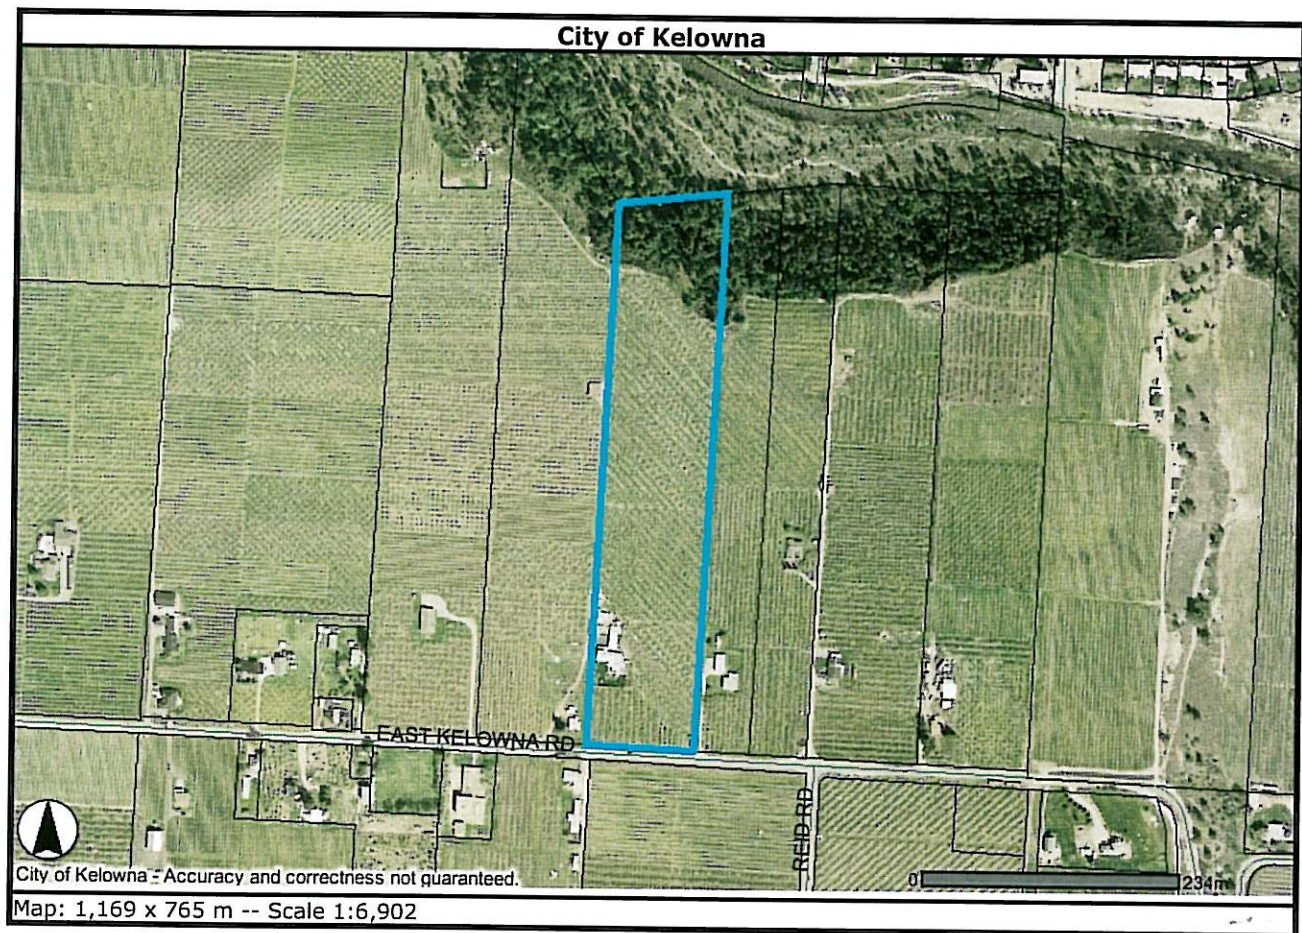 City of Kelowna
EAST KELOWNA RD
REID RD
City of Kelowna - Accuracy and correctness not guaranteed.
0 234m
Map: 1,169 x 765 m -- Scale 1:6,902